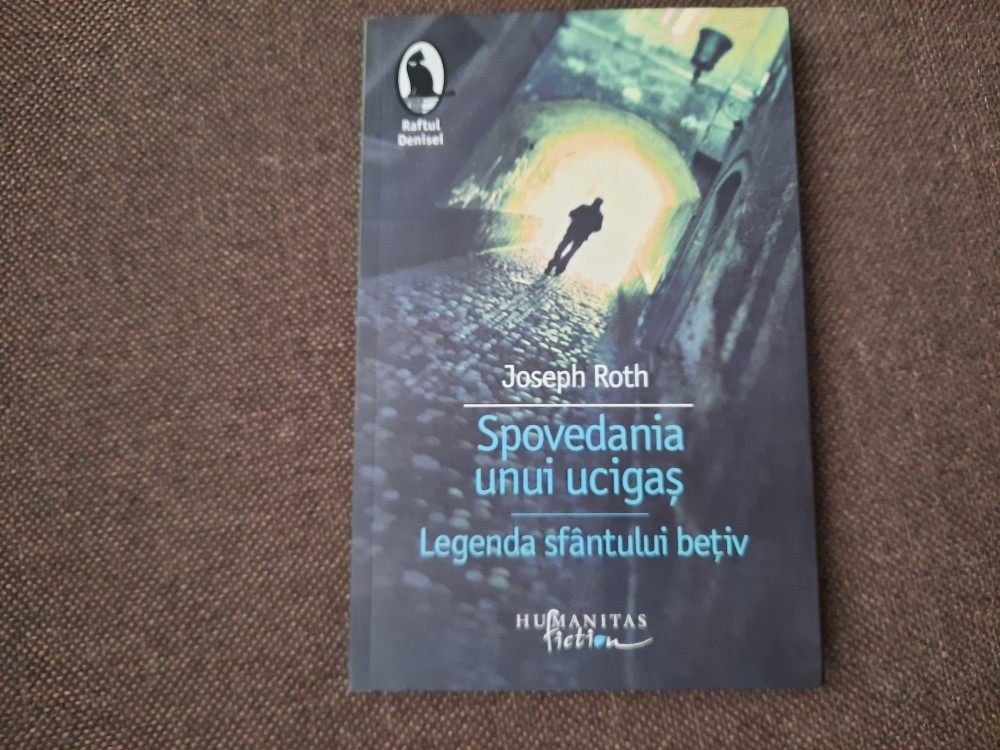 Raftul
Denisei
Joseph Roth
Spovedania
unui ucigaș
Legenda sfântului bețiv
HUMANITAS
fiction